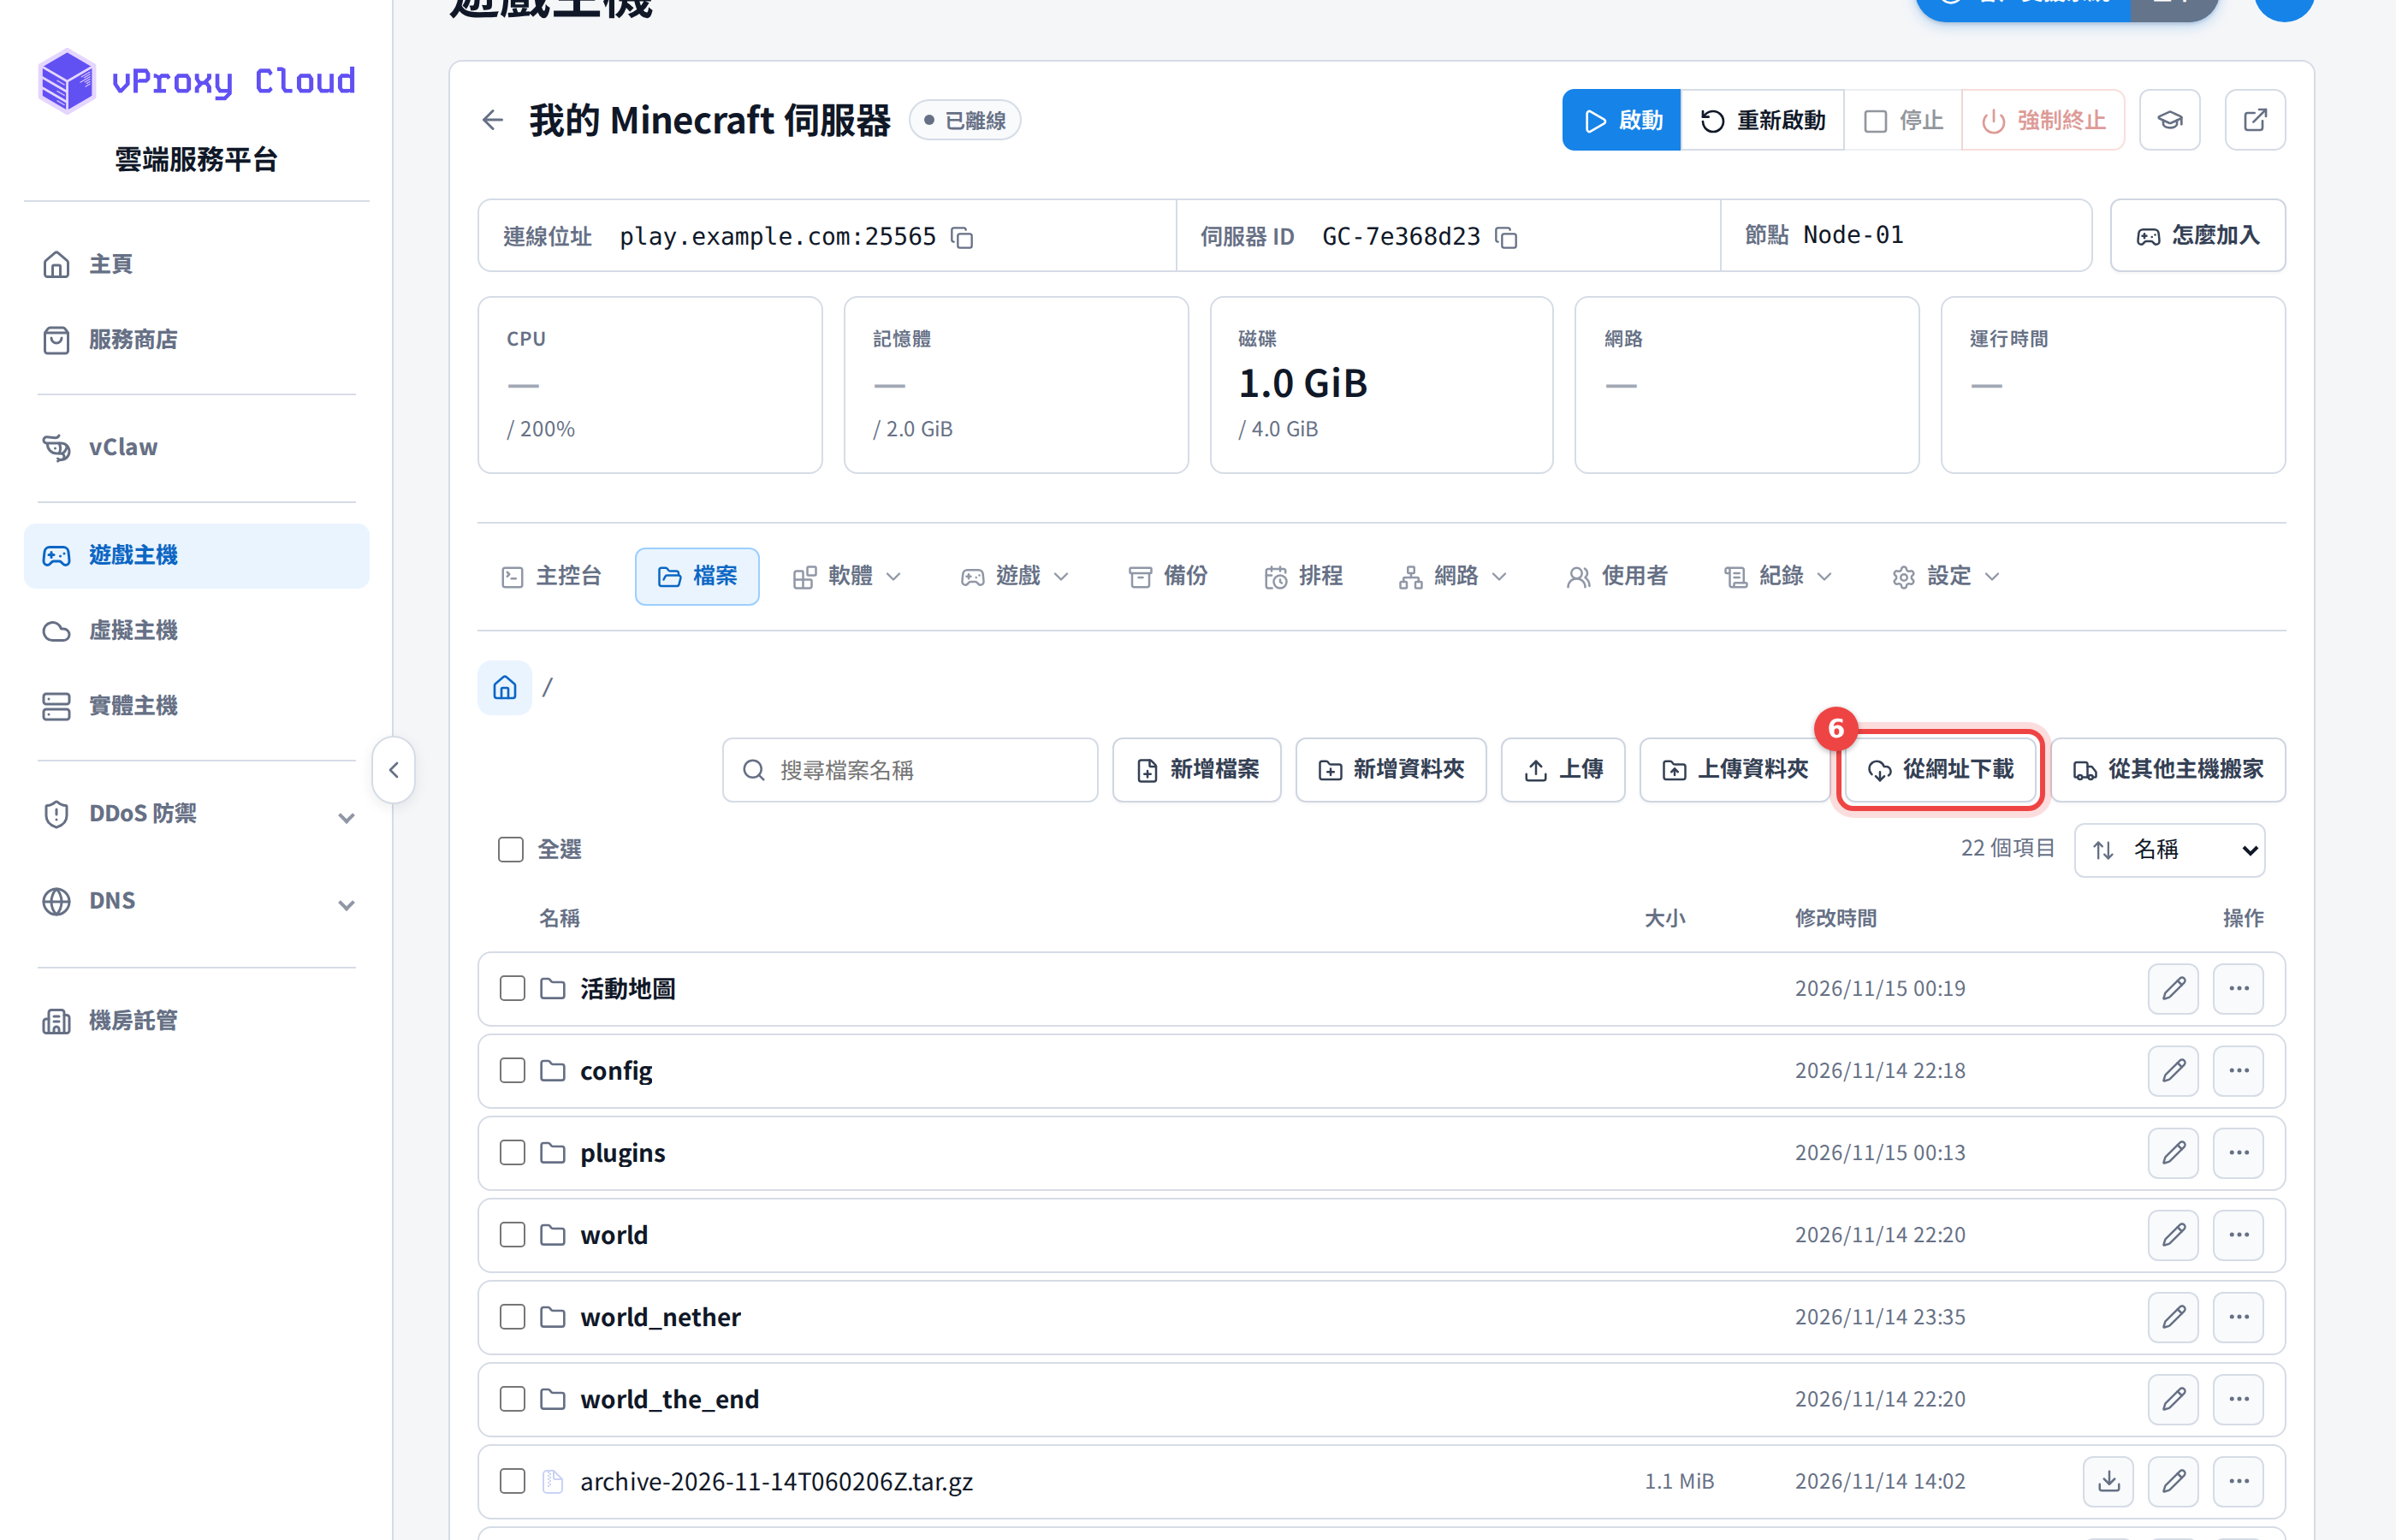 遊戲主機
vProxy Cloud
雲端服務平台
主頁
服務商店
vClaw
遊戲主機
虛擬主機
實體主機
DDoS 防禦
DNS
機房託管
我的 Minecraft 伺服器
已離線
啟動
重新啟動
停止
強制終止
連線位址 play.example.com:25565
伺服器 ID GC-7e368d23
節點 Node-01
怎麼加入
CPU
—
/ 200%
記憶體
—
/ 2.0 GiB
磁碟
1.0 GiB
/ 4.0 GiB
網路
—
運行時間
—
主控台
檔案
軟體
遊戲
備份
排程
網路
使用者
紀錄
設定
/
搜尋檔案名稱
新增檔案
新增資料夾
上傳
上傳資料夾
6
從網址下載
從其他主機搬家
全選
22 個項目
名稱
名稱 大小 修改時間 操作
活動地圖 2026/11/15 00:19
config 2026/11/14 22:18
plugins 2026/11/15 00:13
world 2026/11/14 22:20
world_nether 2026/11/14 23:35
world_the_end 2026/11/14 22:20
archive-2026-11-14T060206Z.tar.gz 1.1 MiB 2026/11/14 14:02